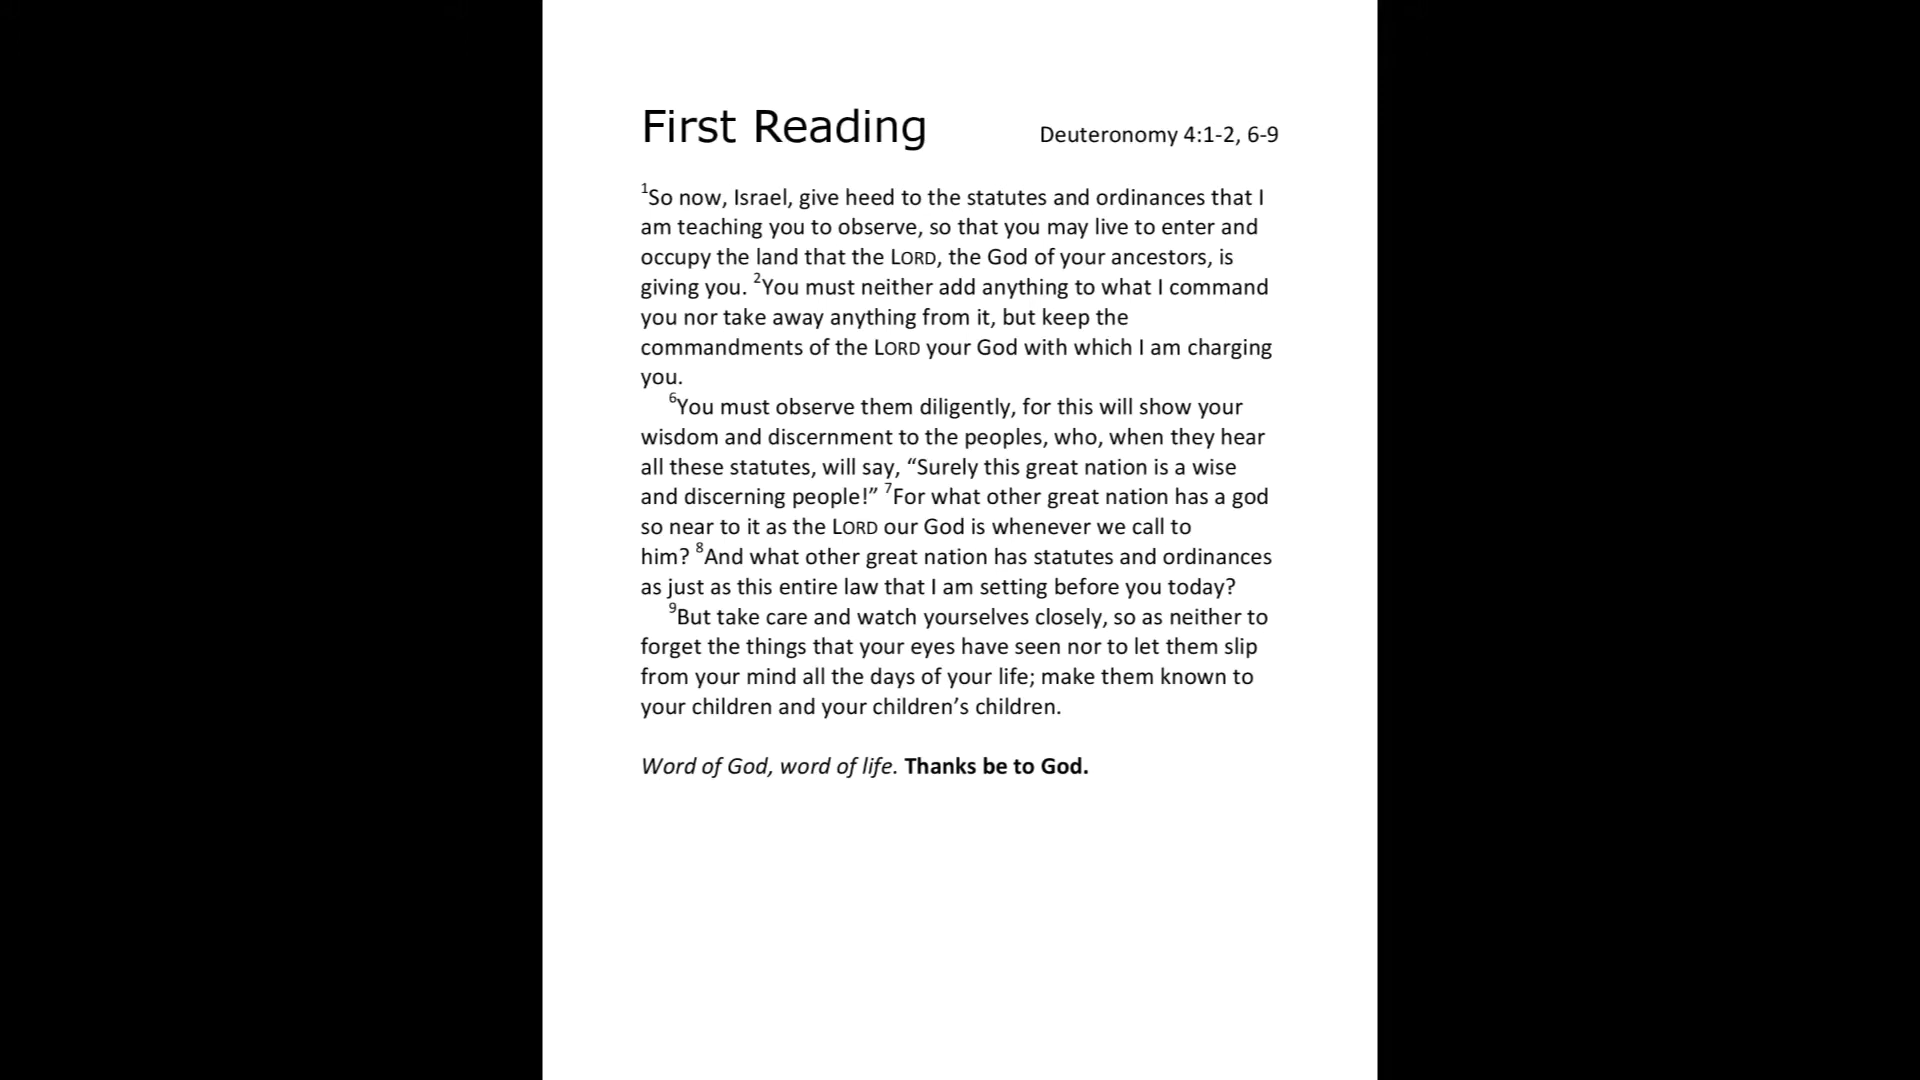 First Reading Deuteronomy 4:1-2, 6-9
¹So now, Israel, give heed to the statutes and ordinances that I
am teaching you to observe, so that you may live to enter and
occupy the land that the LORD, the God of your ancestors, is
giving you. ²You must neither add anything to what I command
you nor take away anything from it, but keep the
commandments of the LORD your God with which I am charging
you.
⁶You must observe them diligently, for this will show your
wisdom and discernment to the peoples, who, when they hear
all these statutes, will say, “Surely this great nation is a wise
and discerning people!” ⁷For what other great nation has a god
so near to it as the LORD our God is whenever we call to
him? ⁸And what other great nation has statutes and ordinances
as just as this entire law that I am setting before you today?
⁹But take care and watch yourselves closely, so as neither to
forget the things that your eyes have seen nor to let them slip
from your mind all the days of your life; make them known to
your children and your children’s children.
Word of God, word of life. Thanks be to God.